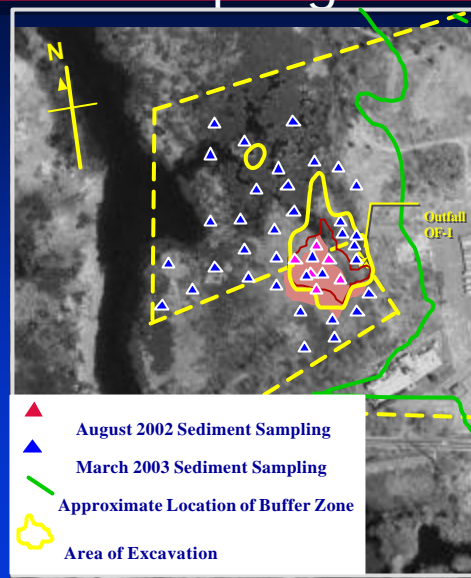 N
Outfall
OF-1
August 2002 Sediment Sampling
March 2003 Sediment Sampling
Approximate Location of Buffer Zone
Area of Excavation